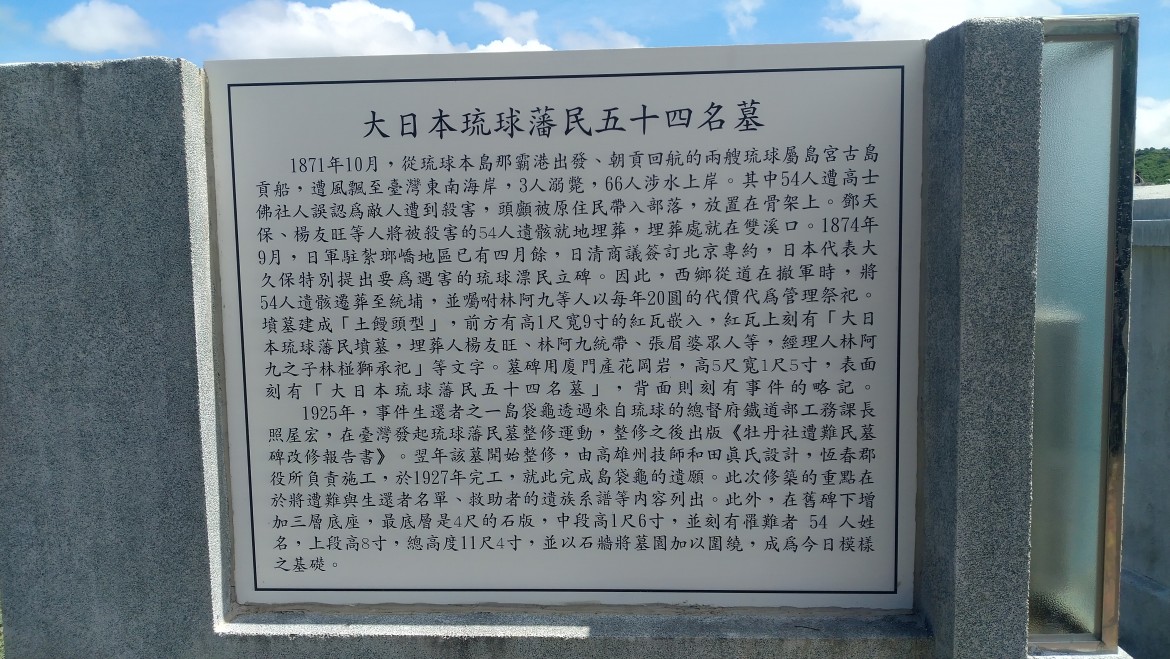 大日本琉球藩民五十四名墓
1871年10月，從琉球本島那霸港出發、朝貢回航的兩艘琉球屬島宮古島
貢船，遭風飄至臺灣東南海岸，3人溺斃，66人涉水上岸。其中54人遭高士
佛社人誤認為敵人遭到殺害，頭顱被原住民帶入部落，放置在骨架上。鄧天
保、楊友旺等人將被殺害的54人遺骸就地埋葬，埋葬處就在雙溪口。1874年
9月，日軍駐紮瑯嶠地區已有四月餘，日清商議簽訂北京專約，日本代表大
久保特別提出要為遇害的琉球漂民立碑。因此，西鄉從道在撤軍時，將
54人遺骸遷葬至統埔，並囑咐林阿九等人以每年20圓的代價代為管理祭祀。
墳墓建成「土饅頭型」，前方有高1尺寬9寸的紅瓦嵌入，紅瓦上刻有「大日
本琉球藩民墳墓，埋葬人楊友旺、林阿九統帶、張眉婆眾人等，經理人林阿
九之子林椪獅承祀」等文字。墓碑用廈門產花岡岩，高5尺寬1尺5寸，表面
刻有「大日本琉球藩民五十四名墓」，背面則刻有事件的略記。
1925年，事件生還者之一島袋龜透過來自琉球的總督府鐵道部工務課長
照屋宏，在臺灣發起琉球藩民墓整修運動，整修之後出版《牡丹社遭難民墓
碑改修報告書》。翌年該墓開始整修，由高雄州技師和田眞氏設計，恆春郡
役所負責施工，於1927年完工，就此完成島袋龜的遺願。此次修築的重點在
於將遭難與生還者名單、救助者的遺族系譜等內容列出。此外，在舊碑下增
加三層底座，最底層是4尺的石版，中段高1尺6寸，並刻有罹難者 54 人姓
名，上段高8寸，總高度11尺4寸，並以石牆將墓園加以圍繞，成為今日模樣
之基礎。